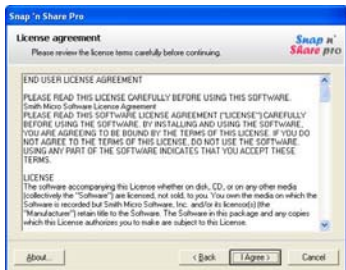 Snap 'n Share Pro
License agreement
Please review the license terms carefully before continuing.
Snap n'
Share pro
END USER LICENSE AGREEMENT
PLEASE READ THIS LICENSE CAREFULLY BEFORE USING THIS SOFTWARE.
Smith Micro Software License Agreement
PLEASE READ THIS SOFTWARE LICENSE AGREEMENT ("LICENSE") CAREFULLY
BEFORE USING THE SOFTWARE. BY INSTALLING AND USING THE SOFTWARE,
YOU ARE AGREEING TO BE BOUND BY THE TERMS OF THIS LICENSE. IF YOU DO
NOT AGREE TO THE TERMS OF THIS LICENSE, DO NOT USE THE SOFTWARE.
USING ANY PART OF THE SOFTWARE INDICATES THAT YOU ACCEPT THESE
TERMS.
LICENSE
The software accompanying this License whether on disk, CD, or on any other media
(collectively the "Software") are licensed, not sold, to you. You own the media on which the
Software is recorded but Smith Micro Software, Inc. and/or its licensor(s) (the
"Manufacturer") retain title to the Software. The Software in this package and any copies
which this License authorizes you to make are subject to this License.
About...
< Back
I Agree >
Cancel